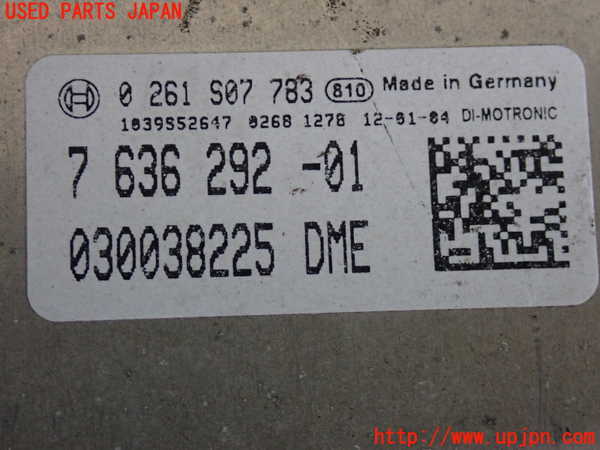 USED PARTS JAPAN
0 261 S07 783 810 Made in Germany
1039S52647 0268 1278 12-01-04 DI-MOTRONIC
7 636 292 -01
030038225 DME
http://www.upjpn.com/